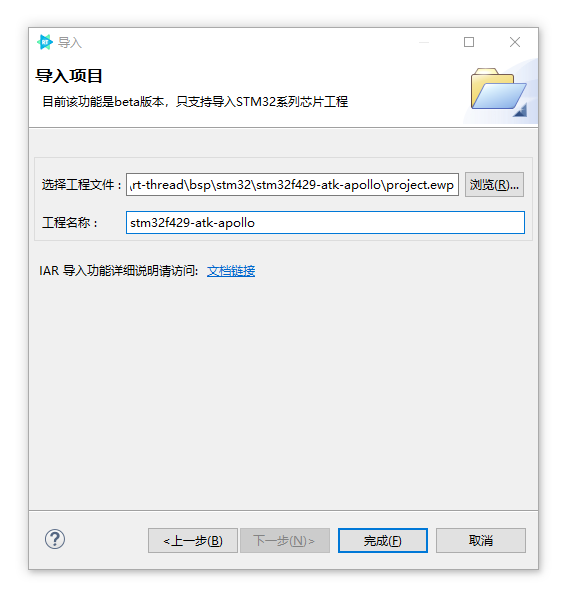 导入
导入项目
目前该功能是beta版本，只支持导入STM32系列芯片工程
选择工程文件： \rt-thread\bsp\stm32\stm32f429-atk-apollo\project.ewp 浏览(R)...
工程名称： stm32f429-atk-apollo
IAR 导入功能详细说明请访问: 文档链接
? <上一步(B) 下一步(N)> 完成(F) 取消